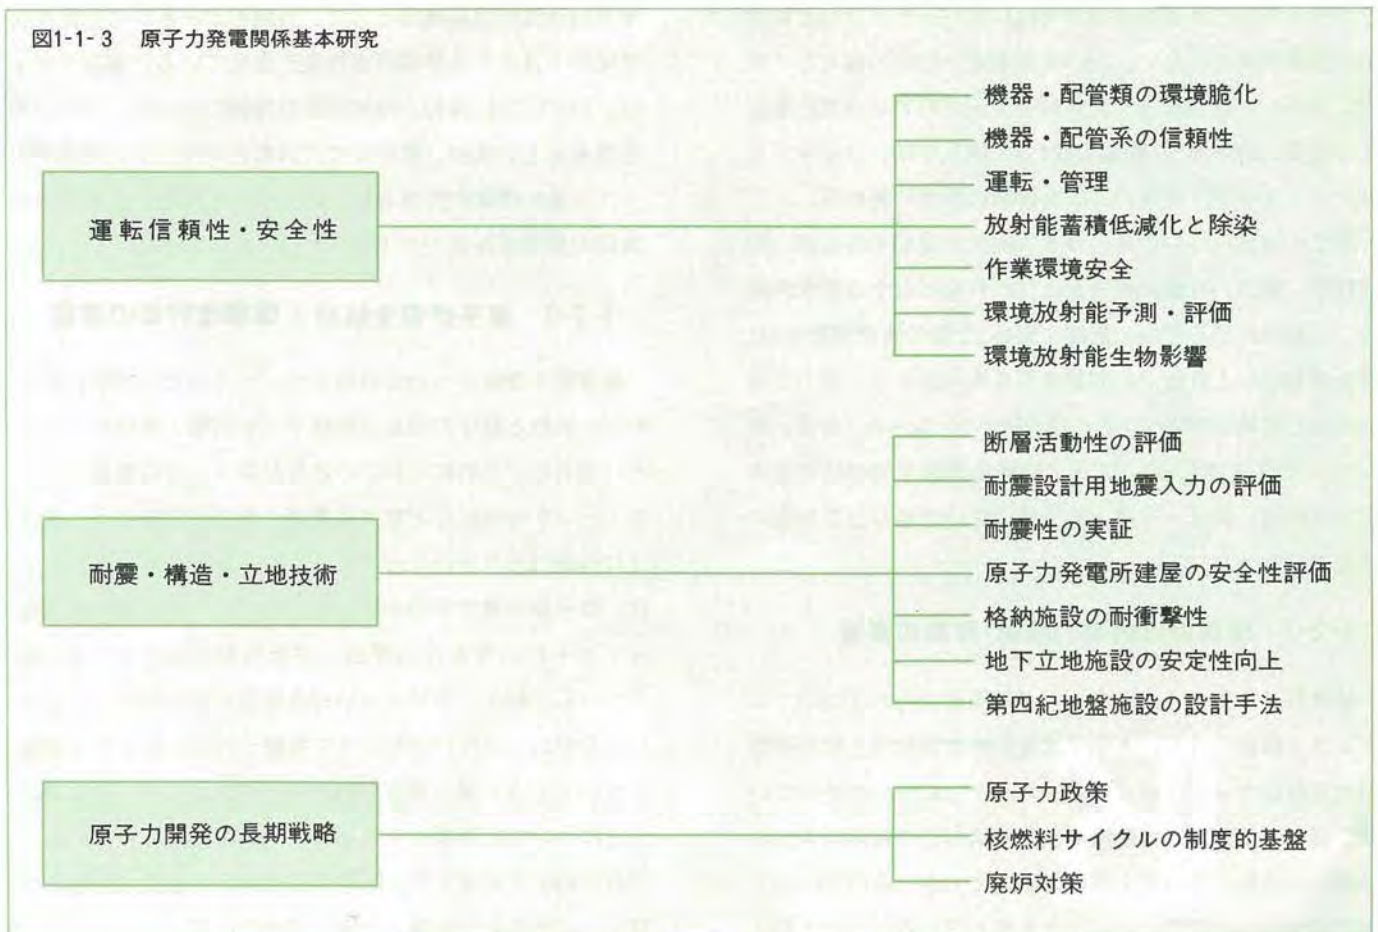 図1-1-3 原子力発電関係基本研究
運転信頼性・安全性
機器・配管類の環境脆化
機器・配管系の信頼性
運転・管理
放射能蓄積低減化と除染
作業環境安全
環境放射能予測・評価
環境放射能生物影響
耐震・構造・立地技術
断層活動性の評価
耐震設計用地震入力の評価
耐震性の実証
原子力発電所建屋の安全性評価
格納施設の耐衝撃性
地下立地施設の安定性向上
第四紀地盤施設の設計手法
原子力開発の長期戦略
原子力政策
核燃料サイクルの制度的基盤
廃炉対策